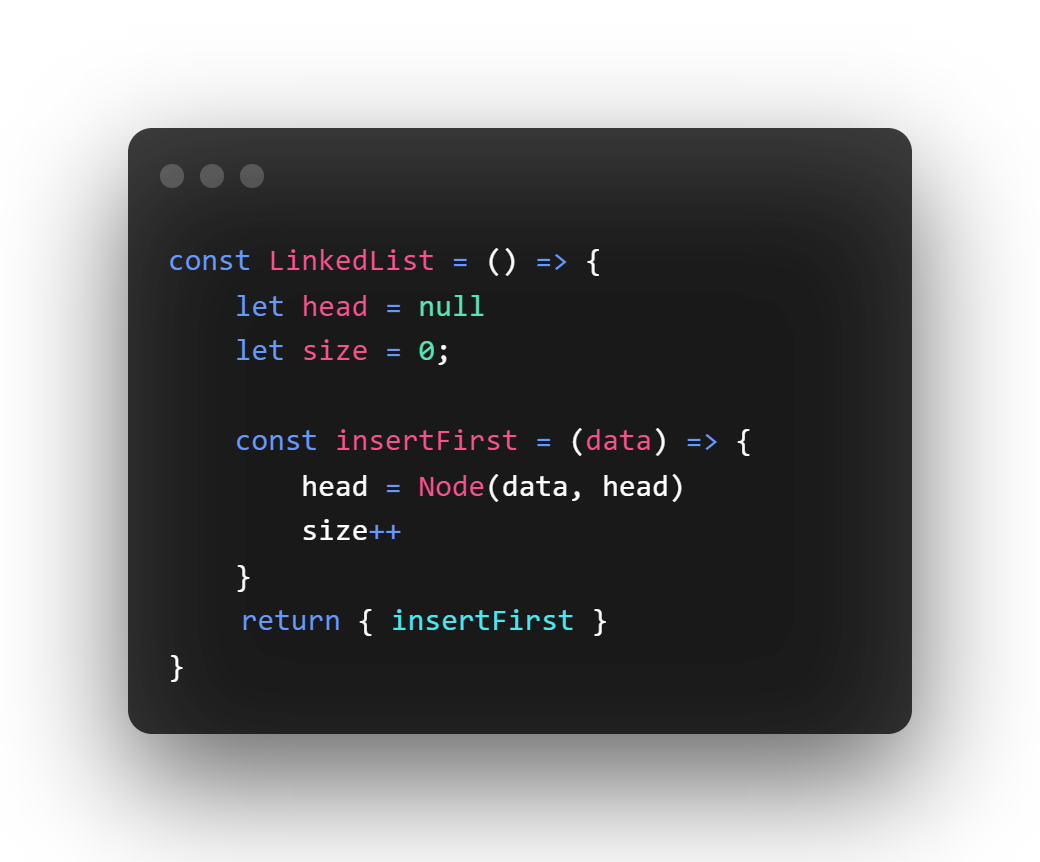 const LinkedList = () => {
    let head = null
    let size = 0;

    const insertFirst = (data) => {
        head = Node(data, head)
        size++
    }
    return { insertFirst }
}